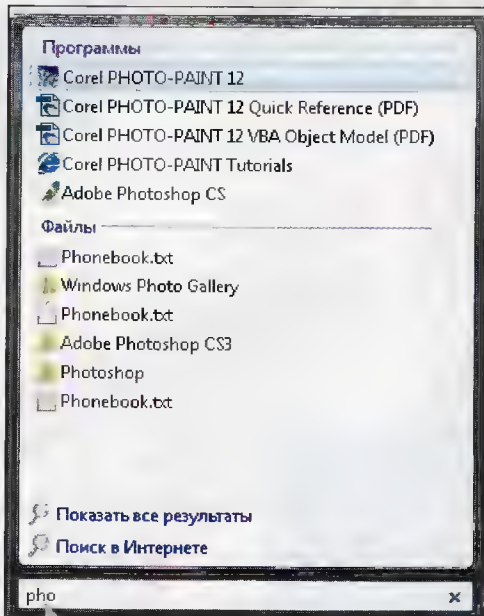 Программы
Corel PHOTO-PAINT 12
Corel PHOTO-PAINT 12 Quick Reference (PDF)
Corel PHOTO-PAINT 12 VBA Object Model (PDF)
Corel PHOTO-PAINT Tutorials
Adobe Photoshop CS
Файлы
Phonebook.txt
Windows Photo Gallery
Phonebook.txt
Adobe Photoshop CS3
Photoshop
Phonebook.txt
Показать все результаты
Поиск в Интернете
pho